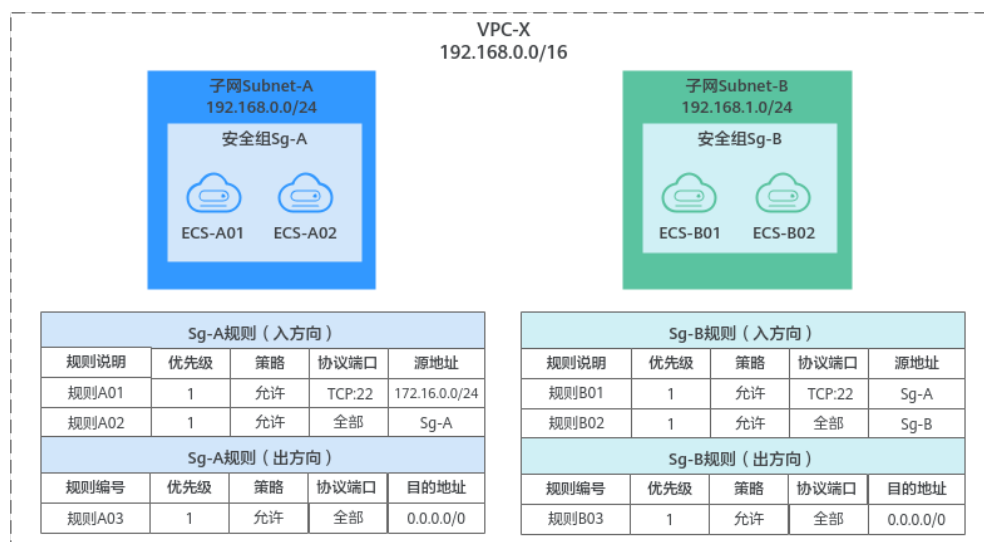 VPC-X
192.168.0.0/16
子网Subnet-A
192.168.0.0/24
安全组Sg-A
ECS-A01 ECS-A02
子网Subnet-B
192.168.1.0/24
安全组Sg-B
ECS-B01 ECS-B02
Sg-A规则（入方向）
规则说明 优先级 策略 协议端口 源地址
规则A01 1 允许 TCP:22 172.16.0.0/24
规则A02 1 允许 全部 Sg-A
Sg-A规则（出方向）
规则编号 优先级 策略 协议端口 目的地址
规则A03 1 允许 全部 0.0.0.0/0
Sg-B规则（入方向）
规则说明 优先级 策略 协议端口 源地址
规则B01 1 允许 TCP:22 Sg-A
规则B02 1 允许 全部 Sg-B
Sg-B规则（出方向）
规则编号 优先级 策略 协议端口 目的地址
规则B03 1 允许 全部 0.0.0.0/0